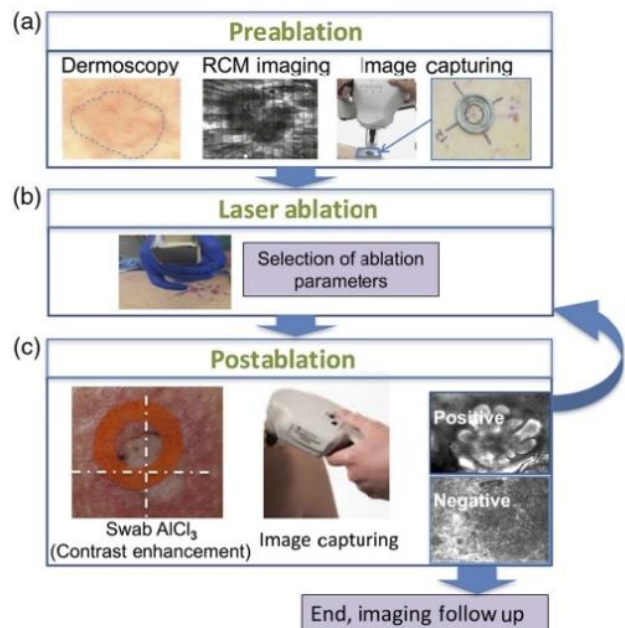 (a)
Preablation
Dermoscopy RCM imaging Image capturing
(b)
Laser ablation
Selection of ablation
parameters
(c)
Postablation
Positive
Negative
Swab AlCl₃
(Contrast enhancement)
Image capturing
End, imaging follow up